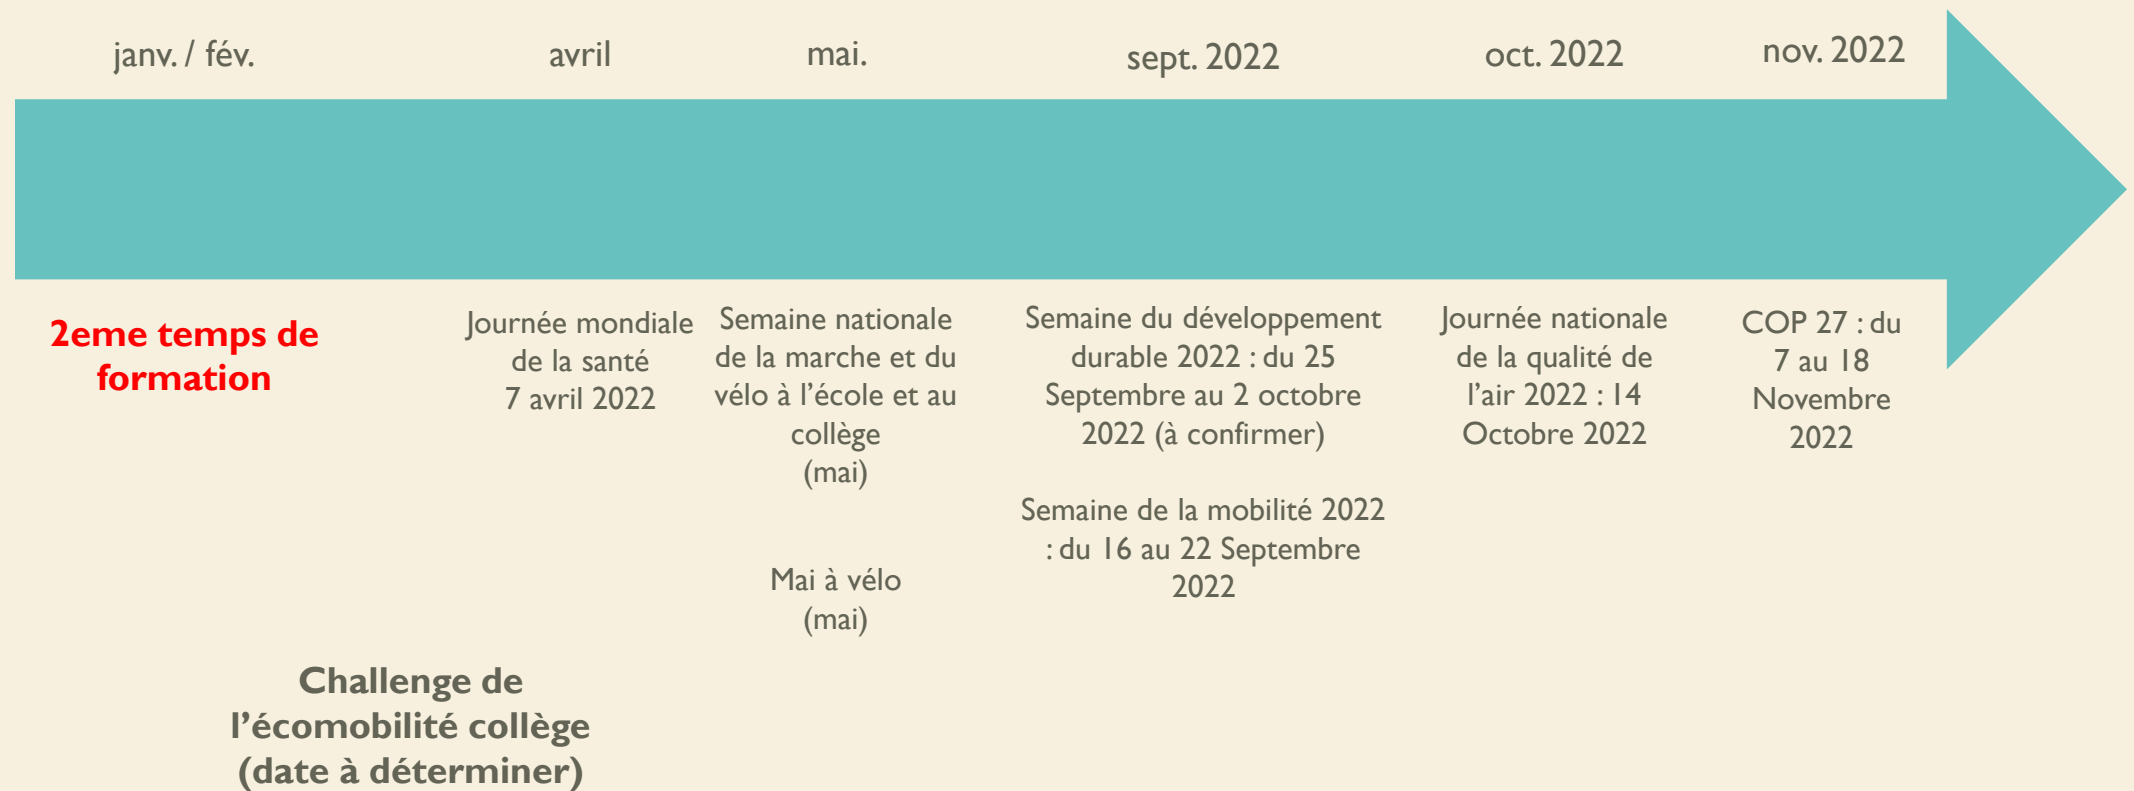 janv. / fév.
avril
mai.
sept. 2022
oct. 2022
nov. 2022
2eme temps de
formation
Journée mondiale
de la santé
7 avril 2022
Semaine nationale
de la marche et du
vélo à l’école et au
collège
(mai)
Mai à vélo
(mai)
Semaine du développement
durable 2022 : du 25
Septembre au 2 octobre
2022 (à confirmer)
Semaine de la mobilité 2022
: du 16 au 22 Septembre
2022
Journée nationale
de la qualité de
l’air 2022 : 14
Octobre 2022
COP 27 : du
7 au 18
Novembre
2022
Challenge de
l’écomobilité collège
(date à déterminer)